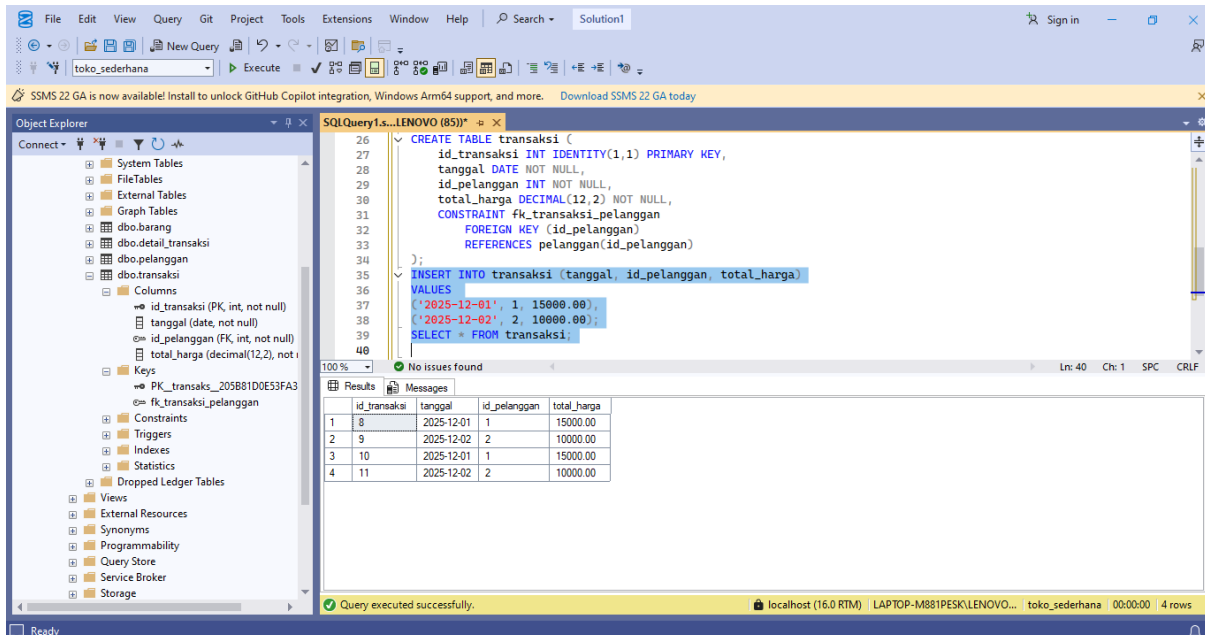 File Edit View Query Git Project Tools Extensions Window Help Search Solution1 Sign in
New Query
toko_sederhana Execute
SSMS 22 GA is now available! Install to unlock GitHub Copilot integration, Windows Arm64 support, and more. Download SSMS 22 GA today
Object Explorer
Connect
System Tables
FileTables
External Tables
Graph Tables
dbo.barang
dbo.detail_transaksi
dbo.pelanggan
dbo.transaksi
Columns
id_transaksi (PK, int, not null)
tanggal (date, not null)
id_pelanggan (FK, int, not null)
total_harga (decimal(12,2), not
Keys
PK__transaks__205B81D0E53FA3
fk_transaksi_pelanggan
Constraints
Triggers
Indexes
Statistics
Dropped Ledger Tables
Views
External Resources
Synonyms
Programmability
Query Store
Service Broker
Storage
SQLQuery1.s...LENOVO (85))*
26 CREATE TABLE transaksi (
27 id_transaksi INT IDENTITY(1,1) PRIMARY KEY,
28 tanggal DATE NOT NULL,
29 id_pelanggan INT NOT NULL,
30 total_harga DECIMAL(12,2) NOT NULL,
31 CONSTRAINT fk_transaksi_pelanggan
32 FOREIGN KEY (id_pelanggan)
33 REFERENCES pelanggan(id_pelanggan)
34 );
35 INSERT INTO transaksi (tanggal, id_pelanggan, total_harga)
36 VALUES
37 ('2025-12-01', 1, 15000.00),
38 ('2025-12-02', 2, 10000.00);
39 SELECT * FROM transaksi;
40
100 % No issues found Ln: 40 Ch: 1 SPC CRLF
Results Messages
id_transaksi tanggal id_pelanggan total_harga
1 8 2025-12-01 1 15000.00
2 9 2025-12-02 2 10000.00
3 10 2025-12-01 1 15000.00
4 11 2025-12-02 2 10000.00
Query executed successfully. localhost (16.0 RTM) LAPTOP-M881PESK\LENOVO... toko_sederhana 00:00:00 4 rows
Ready